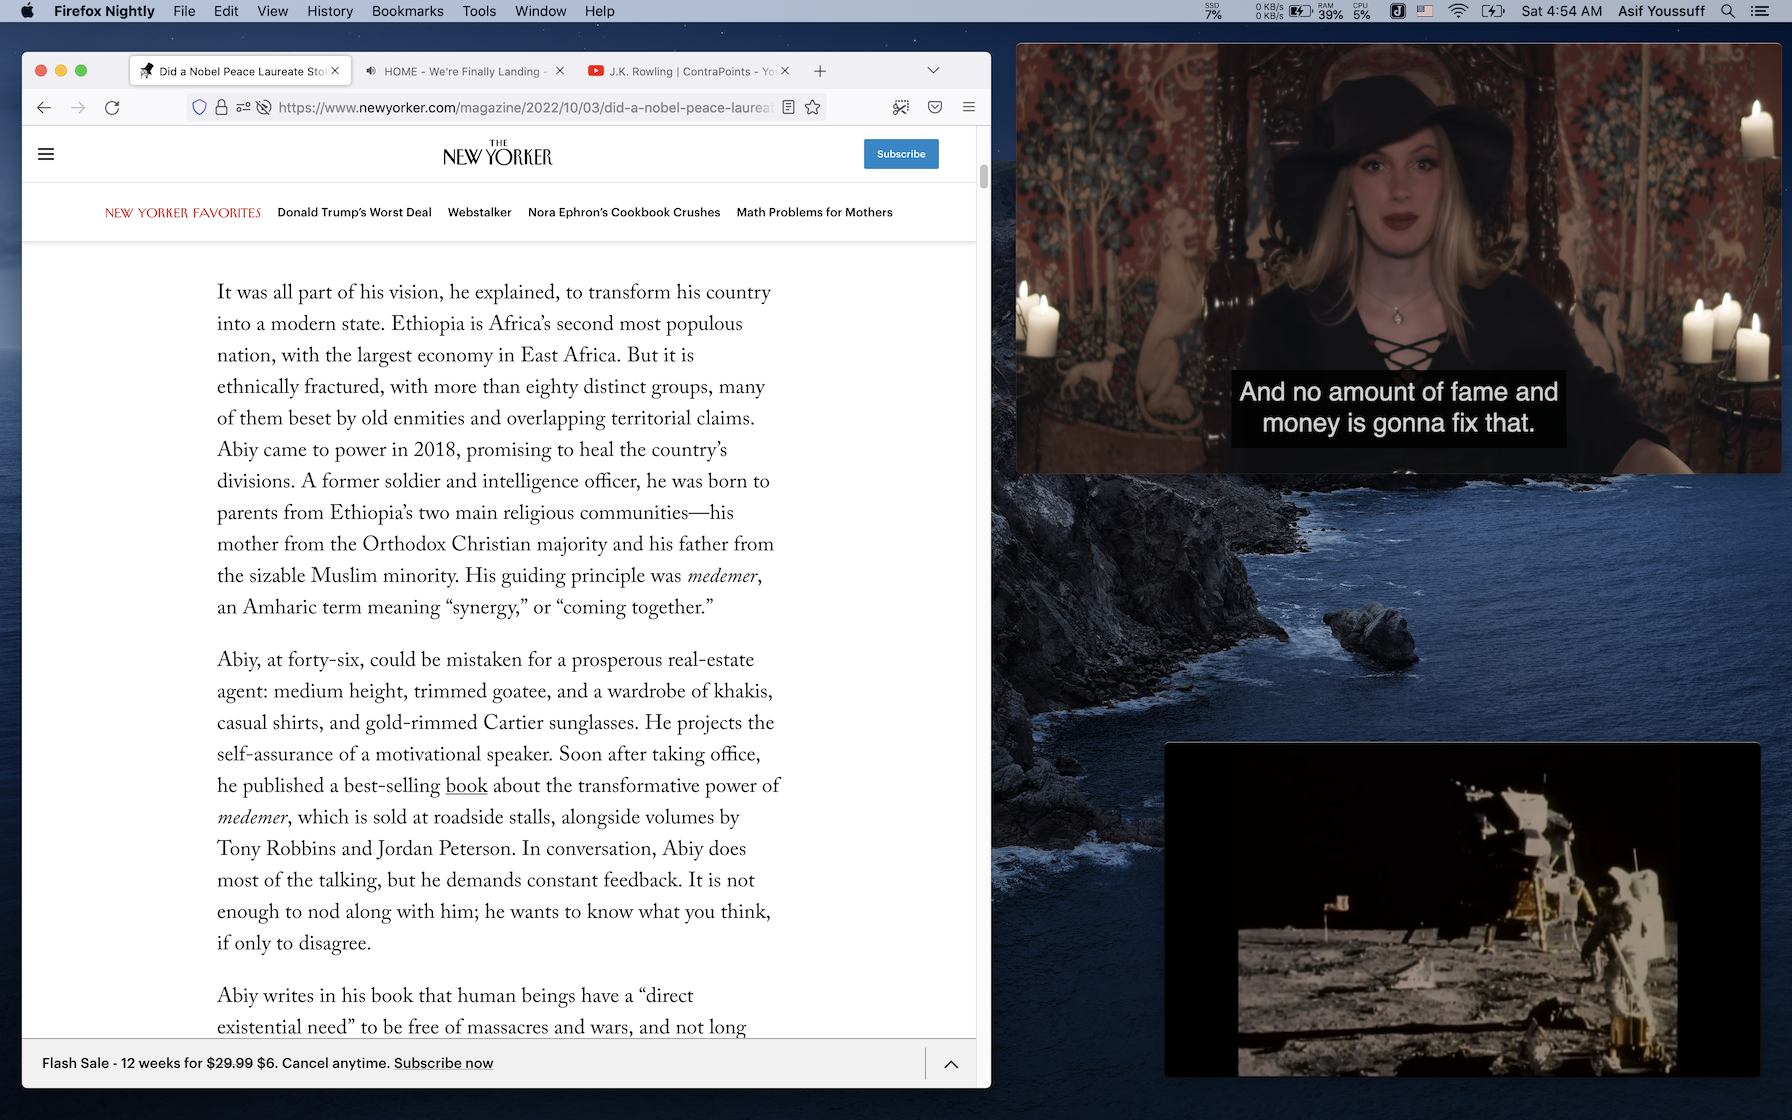 Firefox Nightly File Edit View History Bookmarks Tools Window Help
SSD 7% 0 KB/s 0 KB/s RAM 39% CPU 5% Sat 4:54 AM Asif Youssuff
Did a Nobel Peace Laureate Sto
HOME - We're Finally Landing -
J.K. Rowling | ContraPoints - Yo
https://www.newyorker.com/magazine/2022/10/03/did-a-nobel-peace-laureat
THE
NEW YORKER
Subscribe
NEW YORKER FAVORITES Donald Trump's Worst Deal Webstalker Nora Ephron's Cookbook Crushes Math Problems for Mothers
It was all part of his vision, he explained, to transform his country
into a modern state. Ethiopia is Africa's second most populous
nation, with the largest economy in East Africa. But it is
ethnically fractured, with more than eighty distinct groups, many
of them beset by old enmities and overlapping territorial claims.
Abiy came to power in 2018, promising to heal the country's
divisions. A former soldier and intelligence officer, he was born to
parents from Ethiopia's two main religious communities—his
mother from the Orthodox Christian majority and his father from
the sizable Muslim minority. His guiding principle was medemer,
an Amharic term meaning “synergy,” or “coming together.”
Abiy, at forty-six, could be mistaken for a prosperous real-estate
agent: medium height, trimmed goatee, and a wardrobe of khakis,
casual shirts, and gold-rimmed Cartier sunglasses. He projects the
self-assurance of a motivational speaker. Soon after taking office,
he published a best-selling book about the transformative power of
medemer, which is sold at roadside stalls, alongside volumes by
Tony Robbins and Jordan Peterson. In conversation, Abiy does
most of the talking, but he demands constant feedback. It is not
enough to nod along with him; he wants to know what you think,
if only to disagree.
Abiy writes in his book that human beings have a “direct
existential need” to be free of massacres and wars, and not long
Flash Sale - 12 weeks for $29.99 $6. Cancel anytime. Subscribe now
And no amount of fame and
money is gonna fix that.